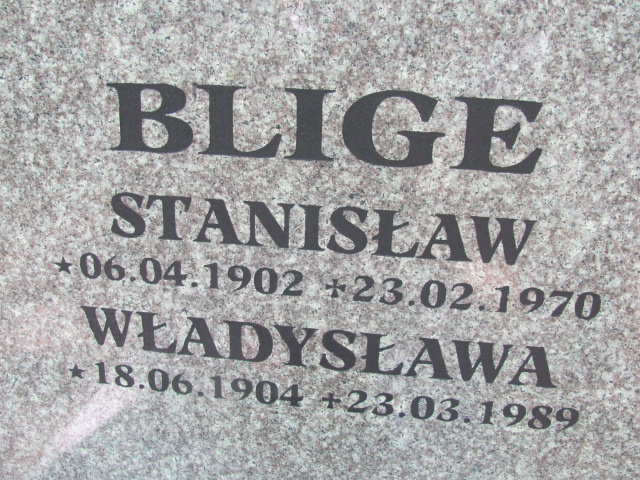 BLIGE
STANISŁAW
★06.04.1902 +23.02.1970
WŁADYSŁAWA
★18.06.1904 +23.03.1989